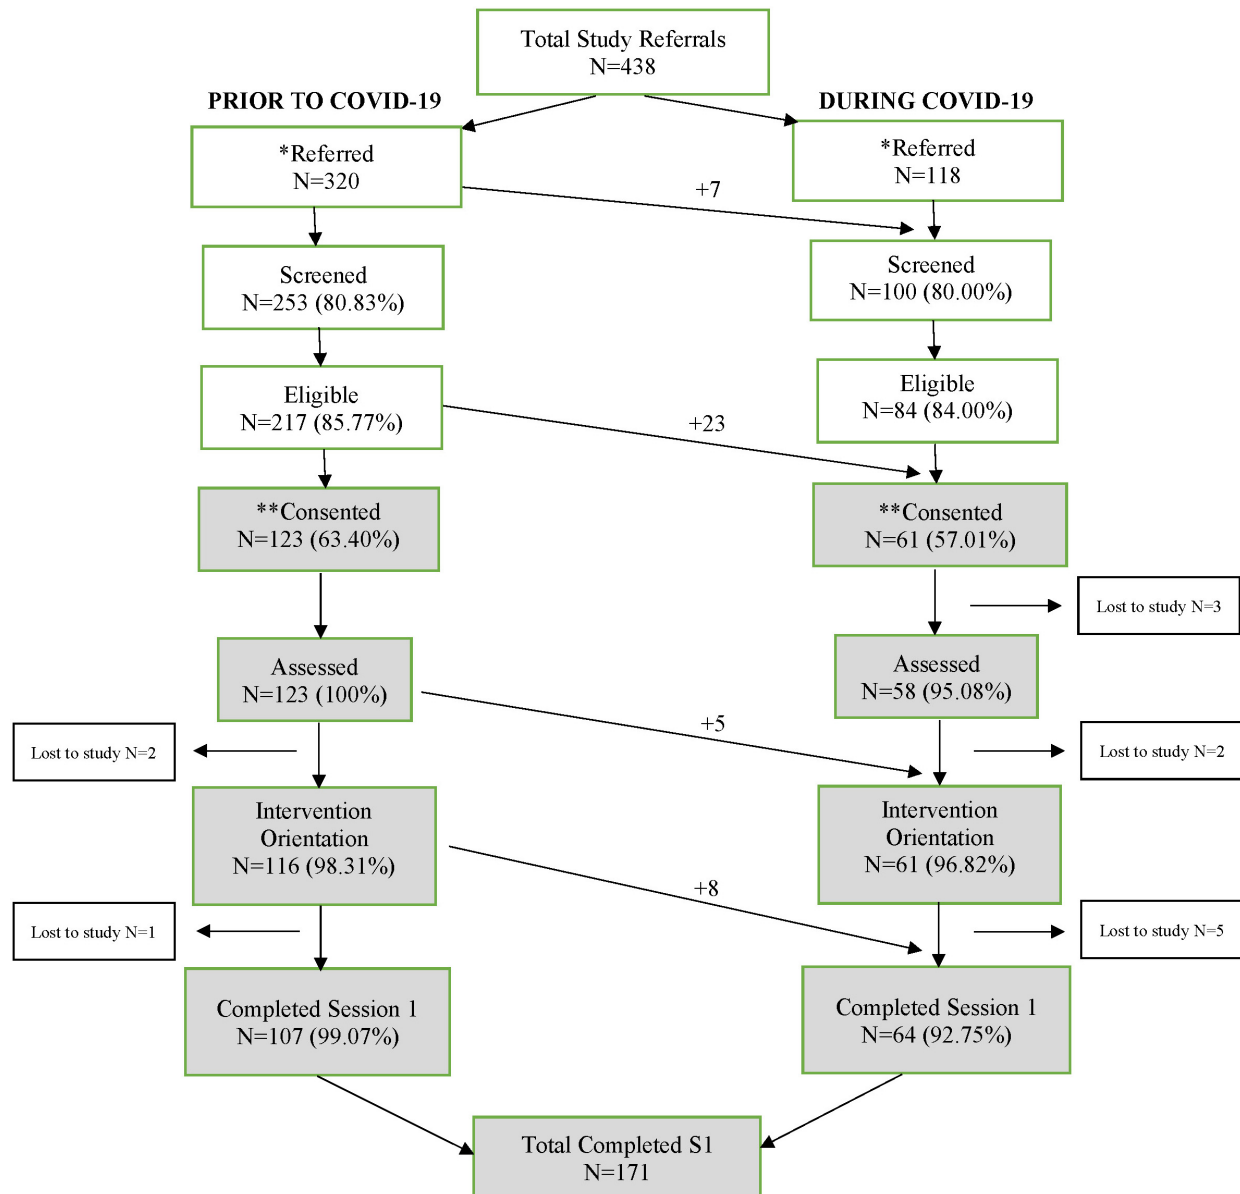 Total Study Referrals
N=438
PRIOR TO COVID-19
DURING COVID-19
*Referred
N=320
*Referred
N=118
+7
Screened
N=253 (80.83%)
Screened
N=100 (80.00%)
Eligible
N=217 (85.77%)
Eligible
N=84 (84.00%)
+23
**Consented
N=123 (63.40%)
**Consented
N=61 (57.01%)
Lost to study N=3
Assessed
N=123 (100%)
Assessed
N=58 (95.08%)
+5
Lost to study N=2
Lost to study N=2
Intervention
Orientation
N=116 (98.31%)
Intervention
Orientation
N=61 (96.82%)
+8
Lost to study N=1
Lost to study N=5
Completed Session 1
N=107 (99.07%)
Completed Session 1
N=64 (92.75%)
Total Completed S1
N=171